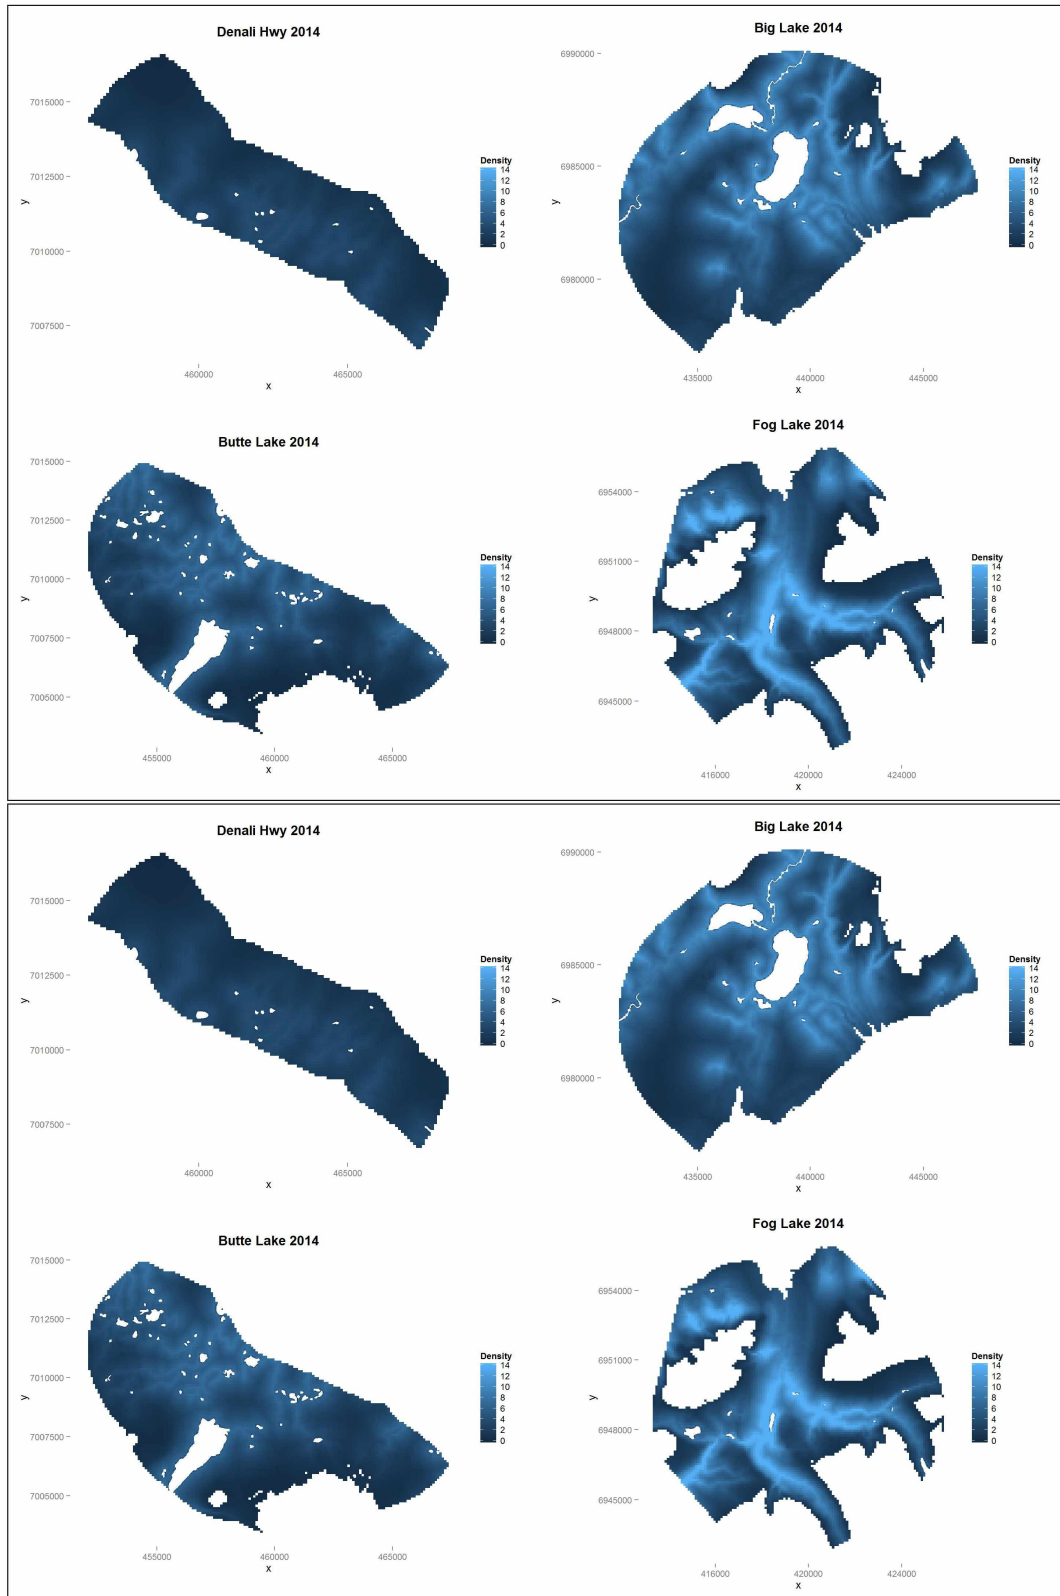 Denali Hwy 2014
7015000
7012500
7010000
7007500
y
460000 465000
x
Density
14
12
10
8
6
4
2
0
Big Lake 2014
6990000
6985000
6980000
y
435000 440000 445000
x
Density
14
12
10
8
6
4
2
0
Butte Lake 2014
7015000
7012500
7010000
7007500
7005000
y
455000 460000 465000
x
Density
14
12
10
8
6
4
2
0
Fog Lake 2014
6954000
6951000
6948000
6945000
y
416000 420000 424000
x
Density
14
12
10
8
6
4
2
0
Denali Hwy 2014
7015000
7012500
7010000
7007500
y
460000 465000
x
Density
14
12
10
8
6
4
2
0
Big Lake 2014
6990000
6985000
6980000
y
435000 440000 445000
x
Density
14
12
10
8
6
4
2
0
Butte Lake 2014
7015000
7012500
7010000
7007500
7005000
y
455000 460000 465000
x
Density
14
12
10
8
6
4
2
0
Fog Lake 2014
6954000
6951000
6948000
6945000
y
416000 420000 424000
x
Density
14
12
10
8
6
4
2
0